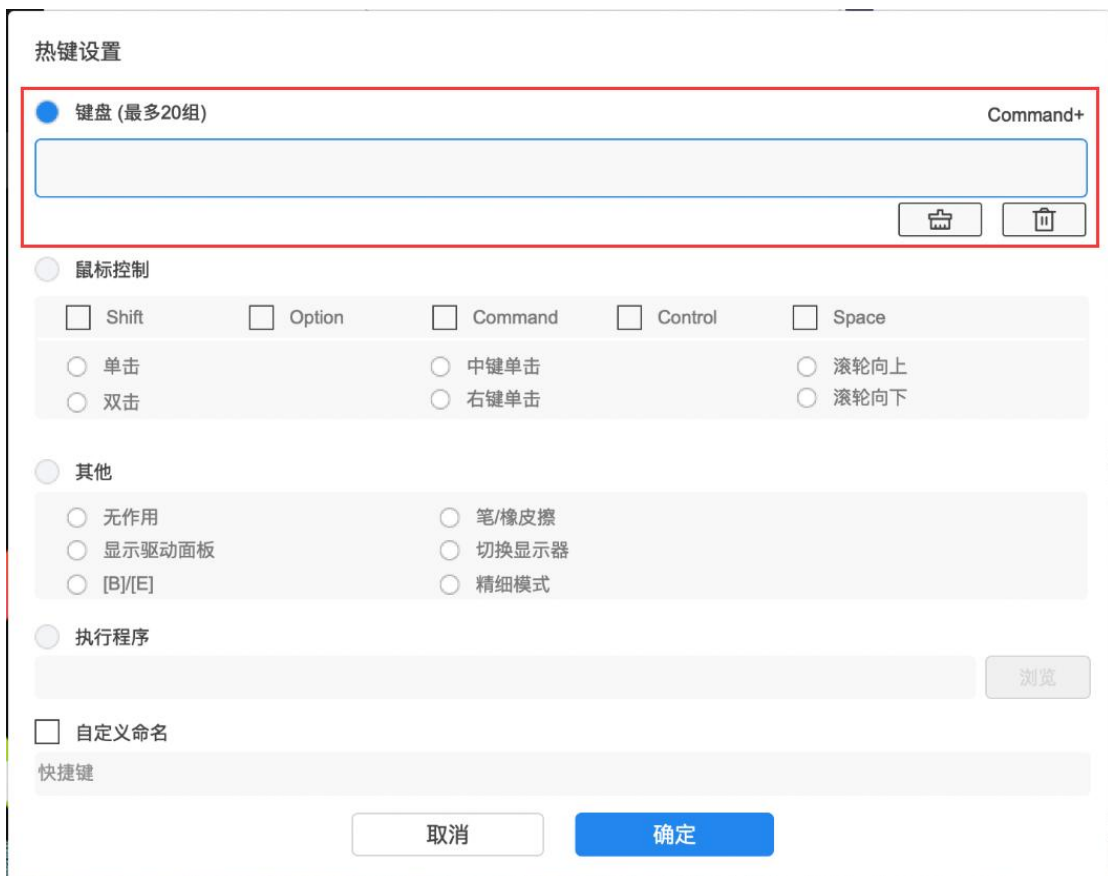 热键设置
键盘 (最多20组) Command+
鼠标控制
Shift Option Command Control Space
单击 中键单击 滚轮向上
双击 右键单击 滚轮向下
其他
无作用 笔/橡皮擦
显示驱动面板 切换显示器
[B]/[E] 精细模式
执行程序
浏览
自定义命名
快捷键
取消 确定